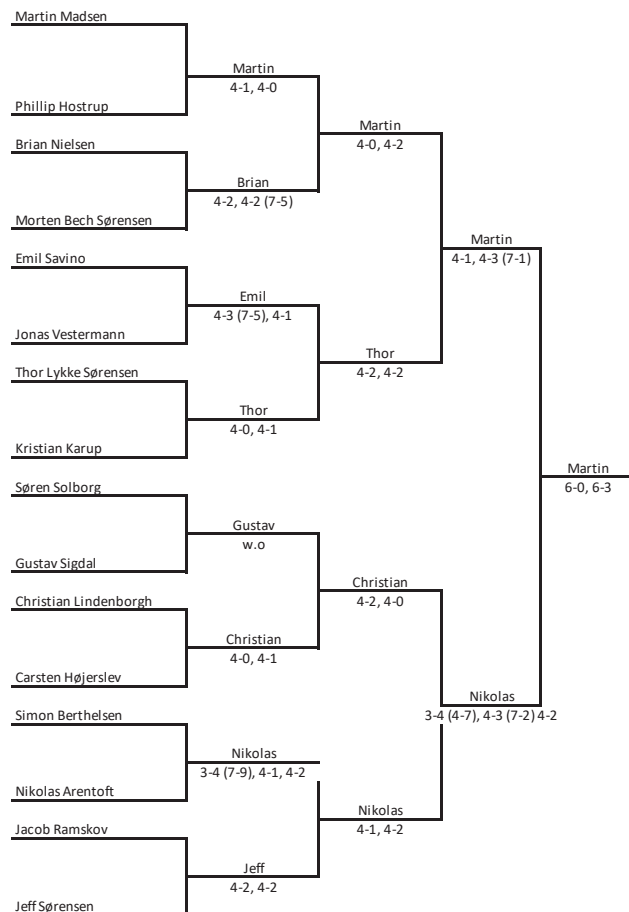 Martin Madsen
Martin
4-1, 4-0
Phillip Hostrup
Martin
4-0, 4-2
Brian Nielsen
Brian
4-2, 4-2 (7-5)
Morten Bech Sørensen
Martin
4-1, 4-3 (7-1)
Emil Savino
Emil
4-3 (7-5), 4-1
Jonas Vestermann
Thor
4-2, 4-2
Thor Lykke Sørensen
Thor
4-0, 4-1
Kristian Karup
Martin
6-0, 6-3
Søren Solborg
Gustav
w.o
Gustav Sigdal
Christian
4-2, 4-0
Christian Lindenborgh
Christian
4-0, 4-1
Carsten Højerslev
Nikolas
3-4 (4-7), 4-3 (7-2) 4-2
Simon Berthelsen
Nikolas
3-4 (7-9), 4-1, 4-2
Nikolas Arentoft
Nikolas
4-1, 4-2
Jacob Ramskov
Jeff
4-2, 4-2
Jeff Sørensen